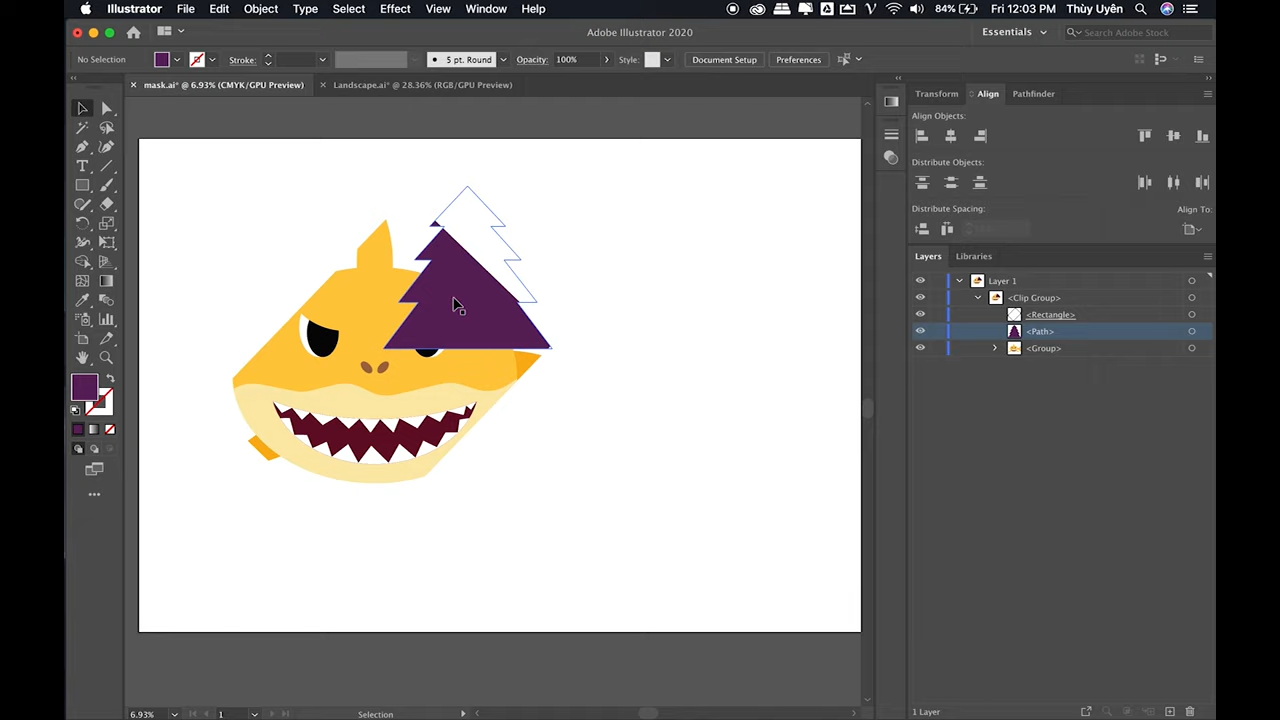 Illustrator File Edit Object Type Select Effect View Window Help 84% Fri 12:03 PM Thùy Uyên
Adobe Illustrator 2020 Essentials Search Adobe Stock
No Selection Stroke: 5 pt. Round Opacity: 100% Style: Document Setup Preferences
mask.ai* @ 6.93% (CMYK/GPU Preview) Landscape.ai* @ 28.36% (RGB/GPU Preview)
Transform Align Pathfinder
Align Objects:
Distribute Objects:
Distribute Spacing: Align To:
Layers Libraries
Layer 1
<Clip Group>
<Rectangle>
<Path>
<Group>
6.93% 1 Selection 1 Layer